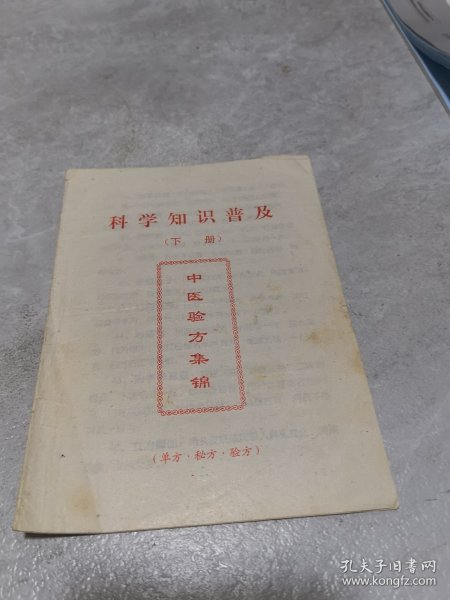 科学知识普及
（下 册）
中医验方集锦
（单方·秘方·验方）
孔夫子旧书网
www.kongfz.com